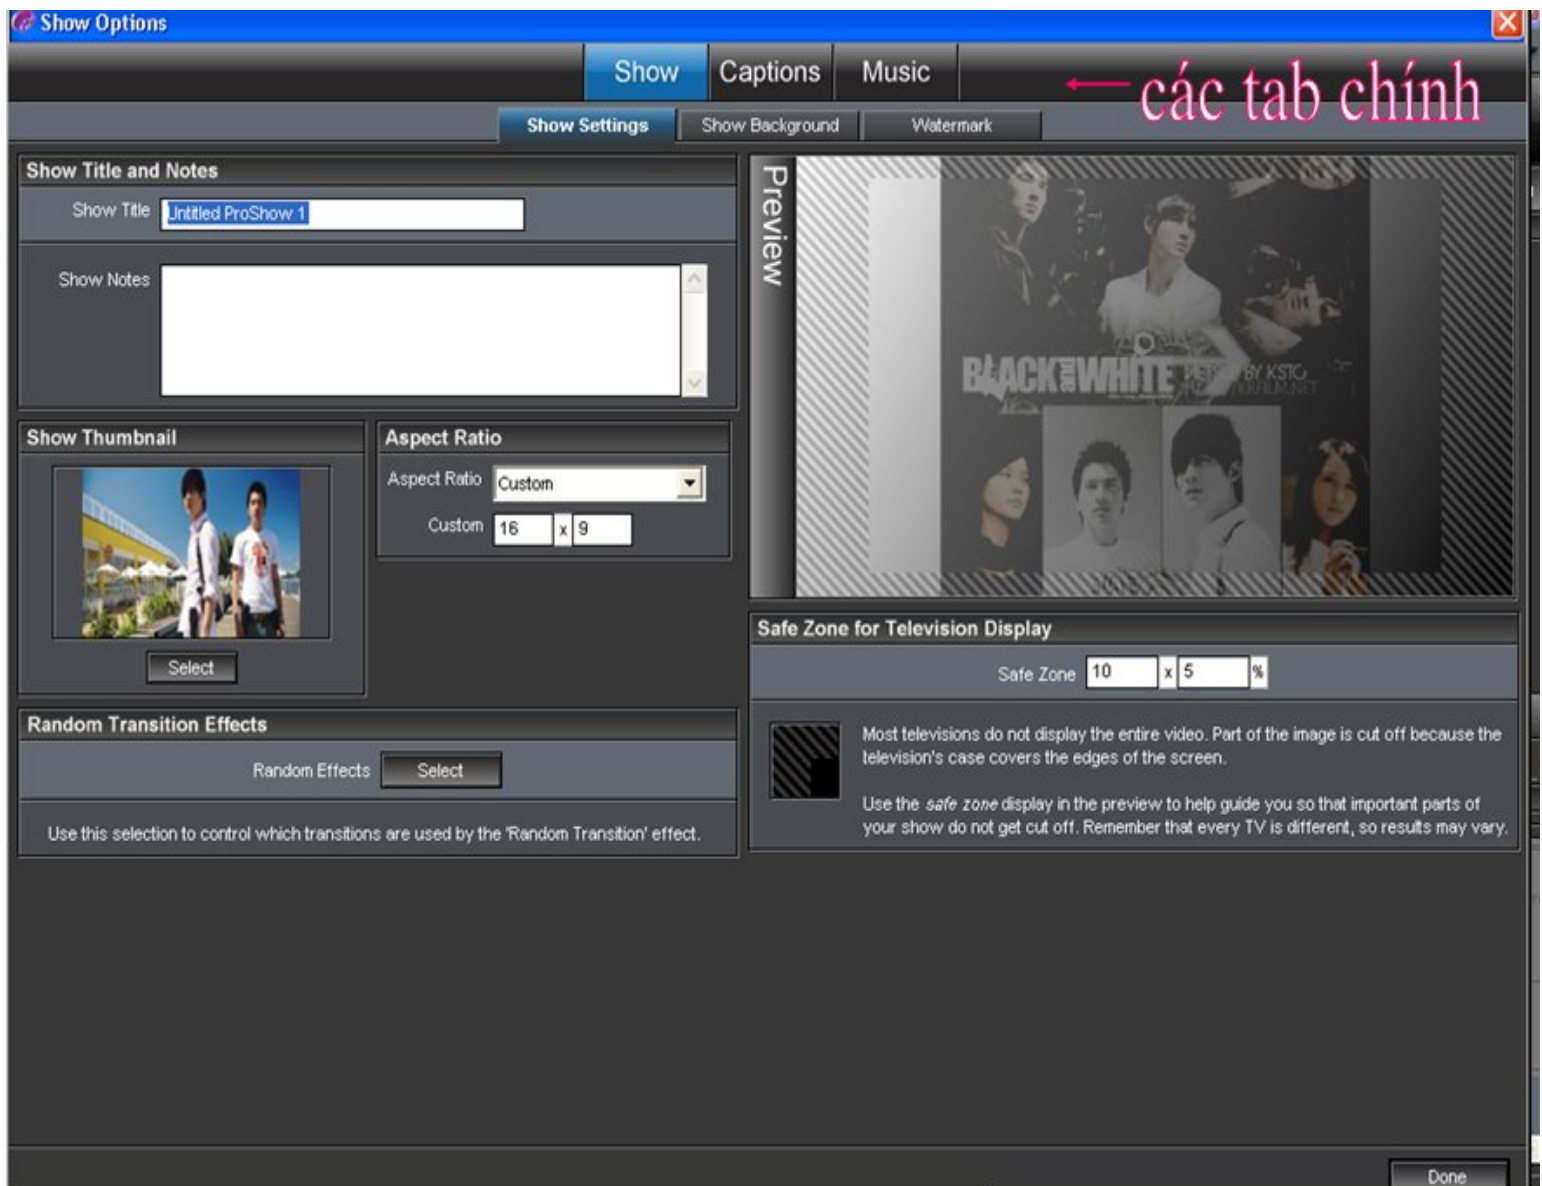 Show Options
Show
Captions
Music
các tab chính
Show Settings
Show Background
Watermark
Show Title and Notes
Show Title
Untitled ProShow 1
Show Notes
Show Thumbnail
Select
Aspect Ratio
Aspect Ratio
Custom
Custom
16 x 9
Random Transition Effects
Random Effects
Select
Use this selection to control which transitions are used by the 'Random Transition' effect.
Preview
BLACK and WHITE
BY KSTC
Safe Zone for Television Display
Safe Zone
10 x 5 %
Most televisions do not display the entire video. Part of the image is cut off because the
television's case covers the edges of the screen.
Use the safe zone display in the preview to help guide you so that important parts of
your show do not get cut off. Remember that every TV is different, so results may vary.
Done